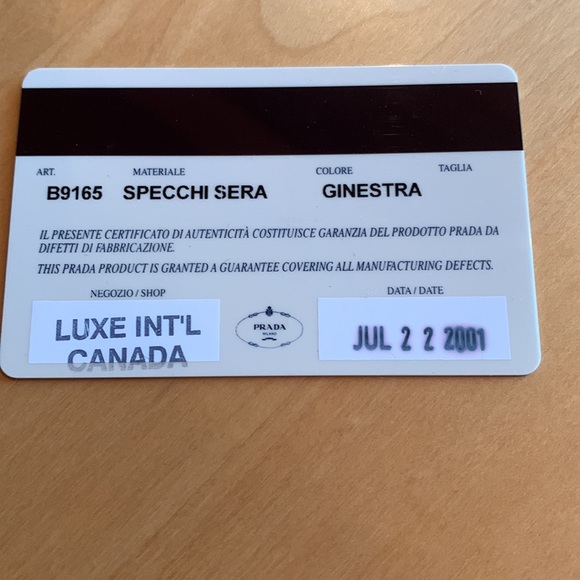 ART. MATERIALE COLORE TAGLIA
B9165 SPECCHI SERA GINESTRA
IL PRESENTE CERTIFICATO DI AUTENTICITÀ COSTITUISCE GARANZIA DEL PRODOTTO PRADA DA
DIFETTI DI FABBRICAZIONE.
THIS PRADA PRODUCT IS GRANTED A GUARANTEE COVERING ALL MANUFACTURING DEFECTS.
NEGOZIO / SHOP
LUXE INT'L
CANADA
PRADA
MILANO
DATA / DATE
JUL 2 2 2001